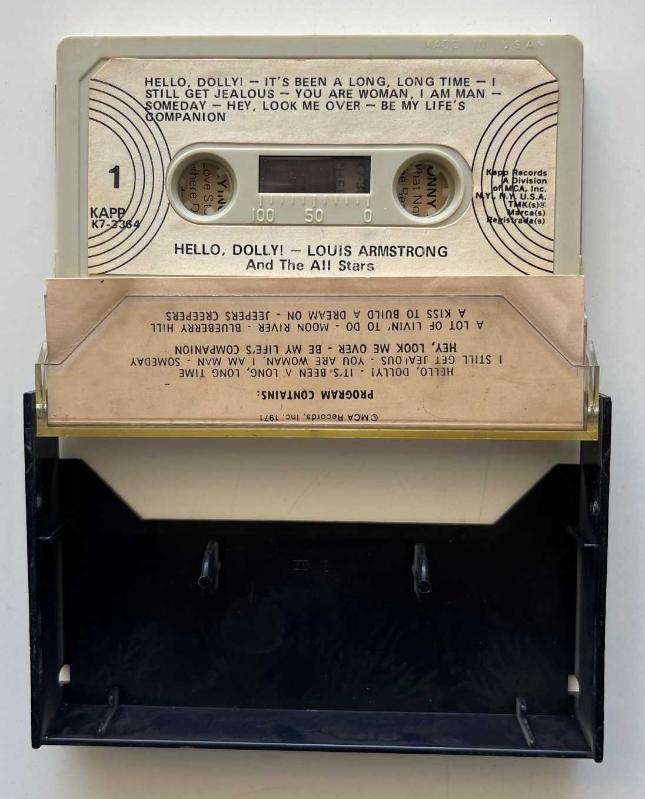 MADE IN U.S.A.
HELLO, DOLLY! — IT'S BEEN A LONG, LONG TIME — I
STILL GET JEALOUS — YOU ARE WOMAN, I AM MAN —
SOMEDAY — HEY, LOOK ME OVER — BE MY LIFE'S
COMPANION
1
KAPP
K7-3364
Kapp Records
A Division
of MCA, Inc.
N.Y., N.Y. U.S.A.
TMK(s)®
Marca(s)
Registrada(s)
Love St
What Now
100 50 0
HELLO, DOLLY! — LOUIS ARMSTRONG
And The All Stars
©MCA Records, Inc. 1971
PROGRAM CONTAINS:
HELLO, DOLLY! - IT'S BEEN A LONG, LONG TIME
I STILL GET JEALOUS - YOU ARE WOMAN, I AM MAN - SOMEDAY
HEY, LOOK ME OVER - BE MY LIFE'S COMPANION
A LOT OF LIVIN' TO DO - MOON RIVER - BLUEBERRY HILL
A KISS TO BUILD A DREAM ON - JEEPERS CREEPERS